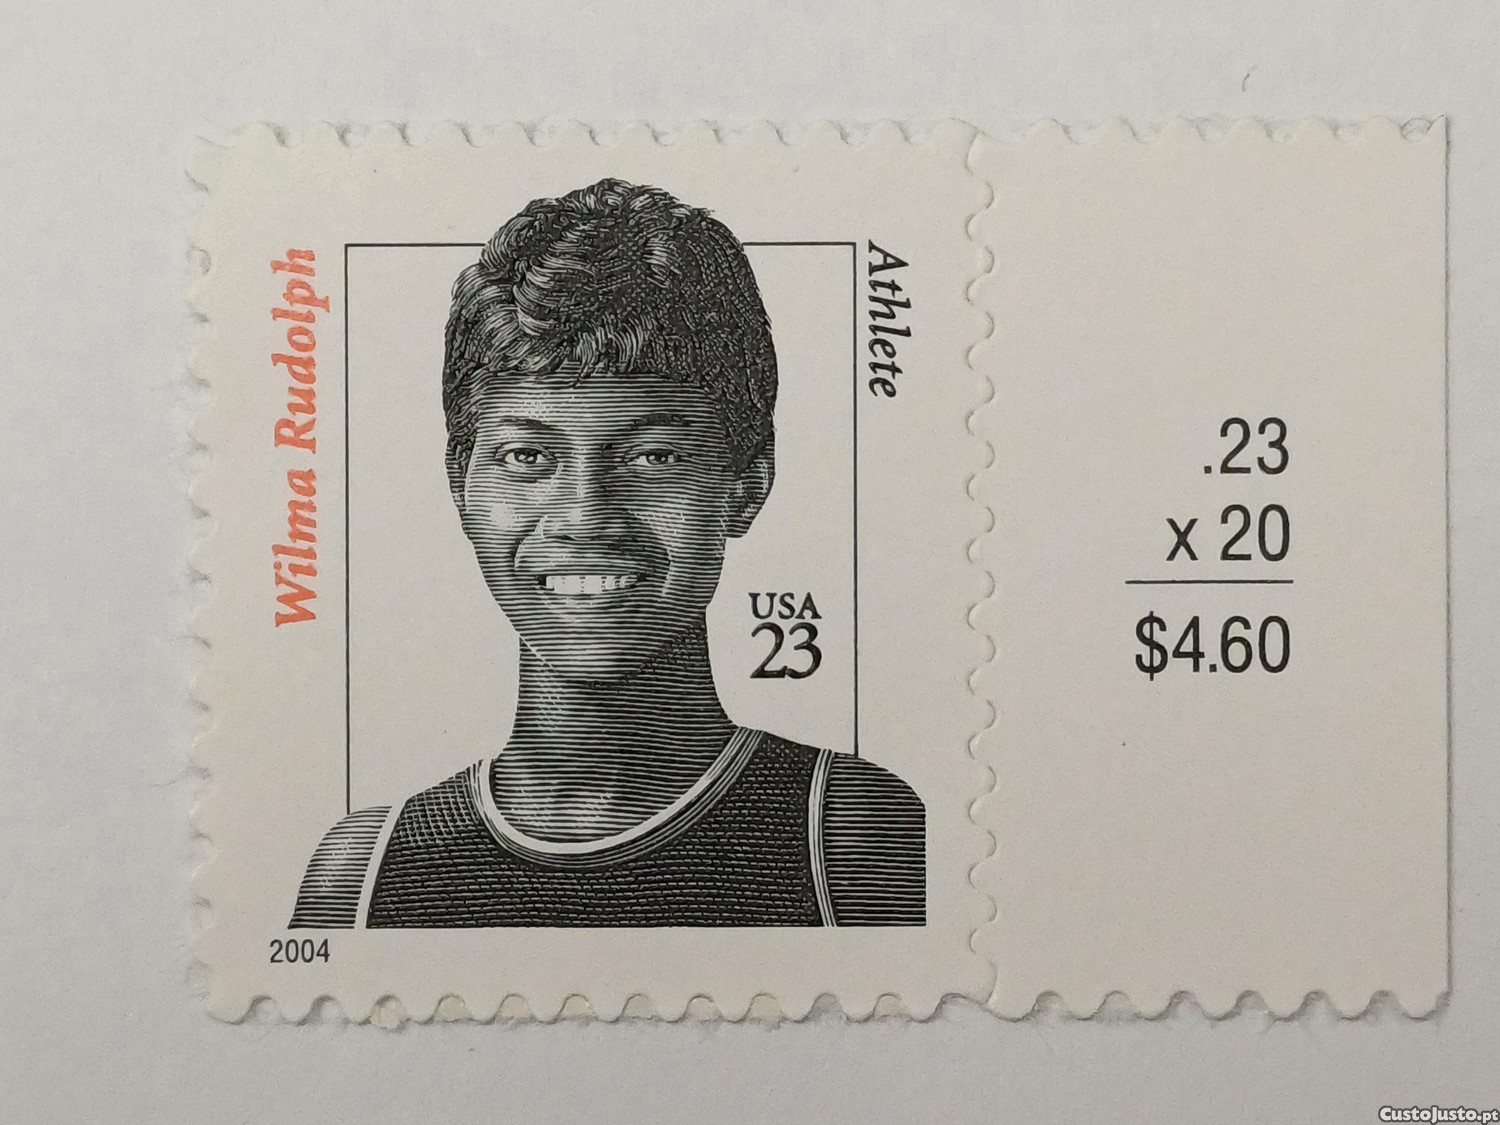 Wilma Rudolph
Athlete
USA
23
2004
.23
x 20
$4.60
CustoJusto.pt